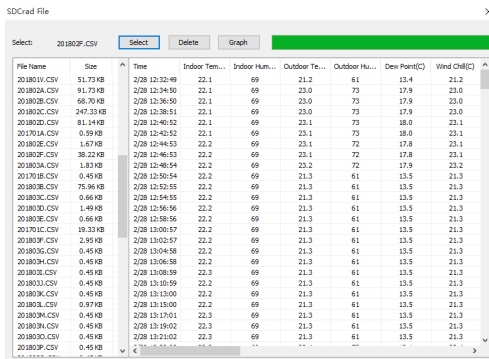 SDCrad File
Select: 201802F.CSV Select Delete Graph
File Name Size Time Indoor Tem... Indoor Hum... Outdoor Te... Outdoor Hu... Dew Point(C) Wind Chill(C)
201801V.CSV 51.73 KB 2/28 12:32:49 22.1 69 21.2 61 13.4 21.2
201802A.CSV 91.73 KB 2/28 12:34:50 22.1 69 23.0 73 17.9 23.0
201802B.CSV 68.70 KB 2/28 12:36:51 22.1 69 23.0 73 17.9 23.0
201802C.CSV 247.33 KB 2/28 12:38:51 22.1 69 23.0 73 17.9 23.0
201802D.CSV 81.14 KB 2/28 12:40:52 22.1 69 23.1 73 18.0 23.1
201701A.CSV 0.59 KB 2/28 12:42:52 22.1 69 23.1 73 18.0 23.1
201802E.CSV 1.67 KB 2/28 12:44:53 22.2 69 23.1 72 17.8 23.1
201802F.CSV 38.22 KB 2/28 12:46:53 22.2 69 23.1 72 17.8 23.1
201803A.CSV 1.83 KB 2/28 12:48:54 22.2 69 23.2 72 17.9 23.2
201701B.CSV 0.45 KB 2/28 12:50:54 22.2 69 21.3 61 13.5 21.3
201803B.CSV 75.96 KB 2/28 12:52:55 22.2 69 21.3 61 13.5 21.3
201803C.CSV 0.66 KB 2/28 12:54:55 22.2 69 21.3 61 13.5 21.3
201803D.CSV 1.49 KB 2/28 12:56:56 22.2 69 21.3 61 13.5 21.3
201803E.CSV 0.66 KB 2/28 12:58:56 22.2 69 21.3 61 13.5 21.3
201701C.CSV 19.33 KB 2/28 13:00:57 22.2 69 21.3 61 13.5 21.3
201803F.CSV 2.95 KB 2/28 13:02:57 22.2 69 21.3 61 13.5 21.3
201803G.CSV 0.45 KB 2/28 13:04:58 22.2 69 21.3 61 13.5 21.3
201803H.CSV 0.45 KB 2/28 13:06:58 22.2 69 21.3 61 13.5 21.3
201803I.CSV 0.45 KB 2/28 13:08:59 22.3 69 21.3 61 13.5 21.3
201803J.CSV 0.45 KB 2/28 13:10:59 22.2 69 21.3 61 13.5 21.3
201803K.CSV 0.45 KB 2/28 13:13:00 22.2 69 21.3 61 13.5 21.3
201803L.CSV 0.97 KB 2/28 13:15:00 22.2 69 21.3 61 13.5 21.3
201803M.CSV 0.45 KB 2/28 13:17:01 22.3 69 21.3 61 13.5 21.3
201803N.CSV 0.45 KB 2/28 13:19:02 22.3 69 21.3 61 13.5 21.3
201803O.CSV 0.45 KB 2/28 13:21:02 22.3 69 21.3 61 13.5 21.3
201803P.CSV 0.45 KB